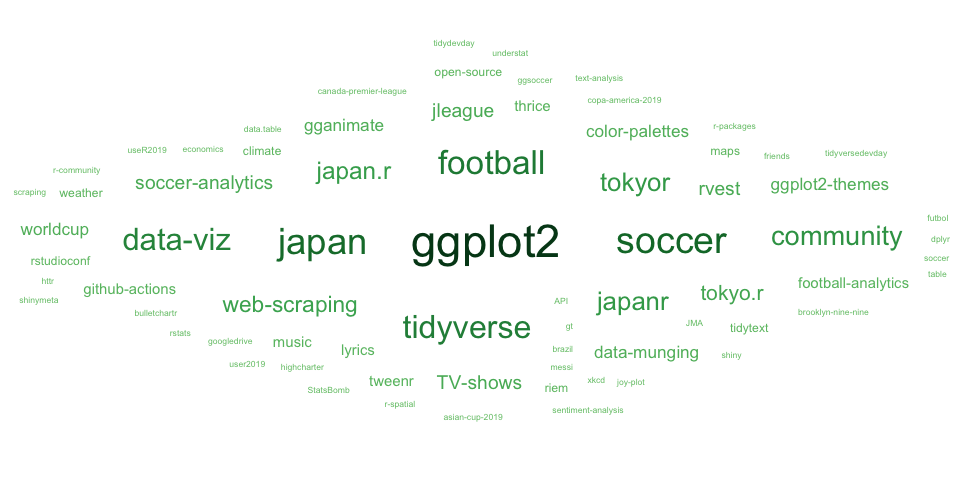 tidydevday
understat
open-source
ggsoccer
text-analysis
canada-premier-league
jleague
thrice
copa-america-2019
gganimate
color-palettes
r-packages
data.table
useR2019
economics
climate
football
maps
friends
tidyversedevday
r-community
japan.r
soccer-analytics
tokyor
rvest
ggplot2-themes
scraping
weather
worldcup
data-viz
japan
ggplot2
soccer
community
futbol
dplyr
rstudioconf
soccer
table
httr
github-actions
football-analytics
shinymeta
web-scraping
API
japanr
tokyo.r
bulletchartr
brooklyn-nine-nine
rstats
googledrive
music
lyrics
tidyverse
gt
JMA
tidytext
brazil
data-munging
shiny
user2019
highcharter
messi
StatsBomb
tweenr
TV-shows
riem
xkcd
joy-plot
r-spatial
asian-cup-2019
sentiment-analysis